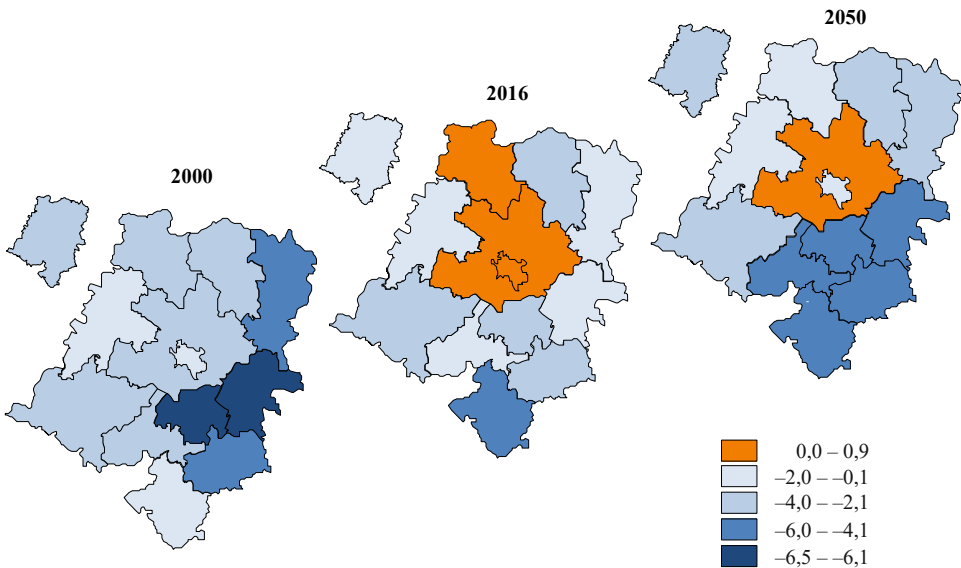 2050
2016
2000
0,0 – 0,9
–2,0 – –0,1
–4,0 – –2,1
–6,0 – –4,1
–6,5 – –6,1